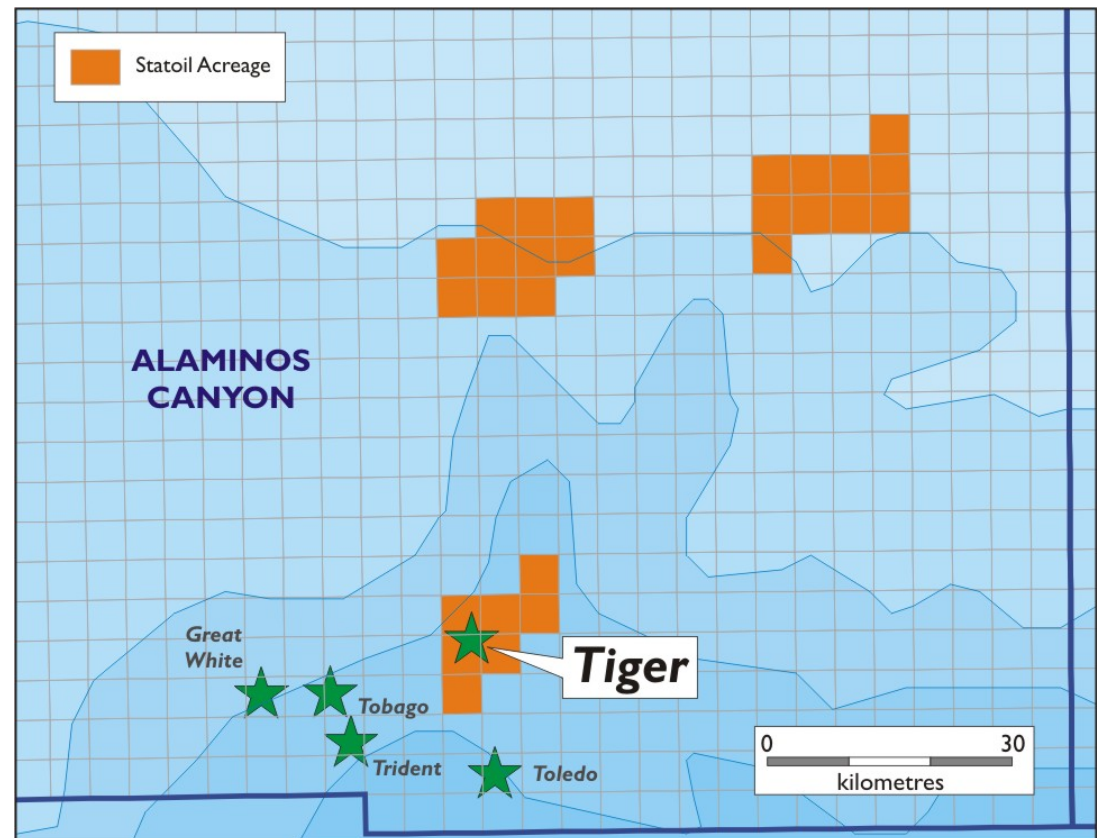 Statoil Acreage
ALAMINOS
CANYON
Great
White
Tobago
Trident
Tiger
Toledo
0 30
kilometres